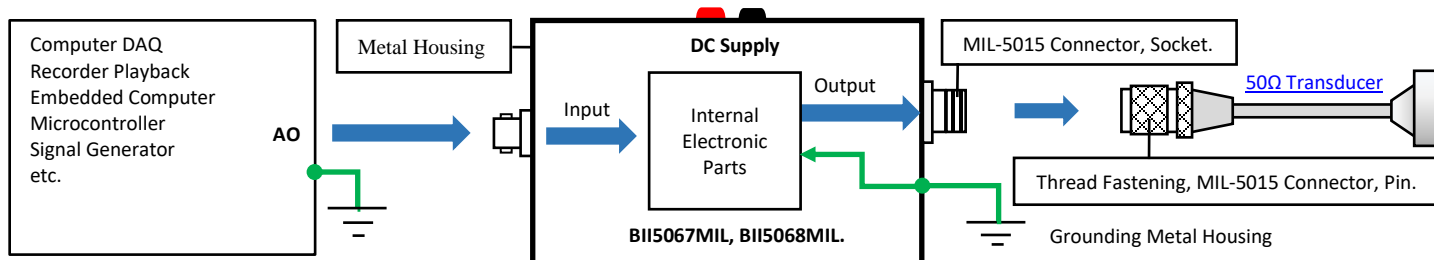 Computer DAQ
Recorder Playback
Embedded Computer
Microcontroller
Signal Generator
etc.
AO
Metal Housing
DC Supply
Input
Internal
Electronic
Parts
Output
BII5067MIL, BII5068MIL.
MIL-5015 Connector, Socket.
50Ω Transducer
Thread Fastening, MIL-5015 Connector, Pin.
Grounding Metal Housing